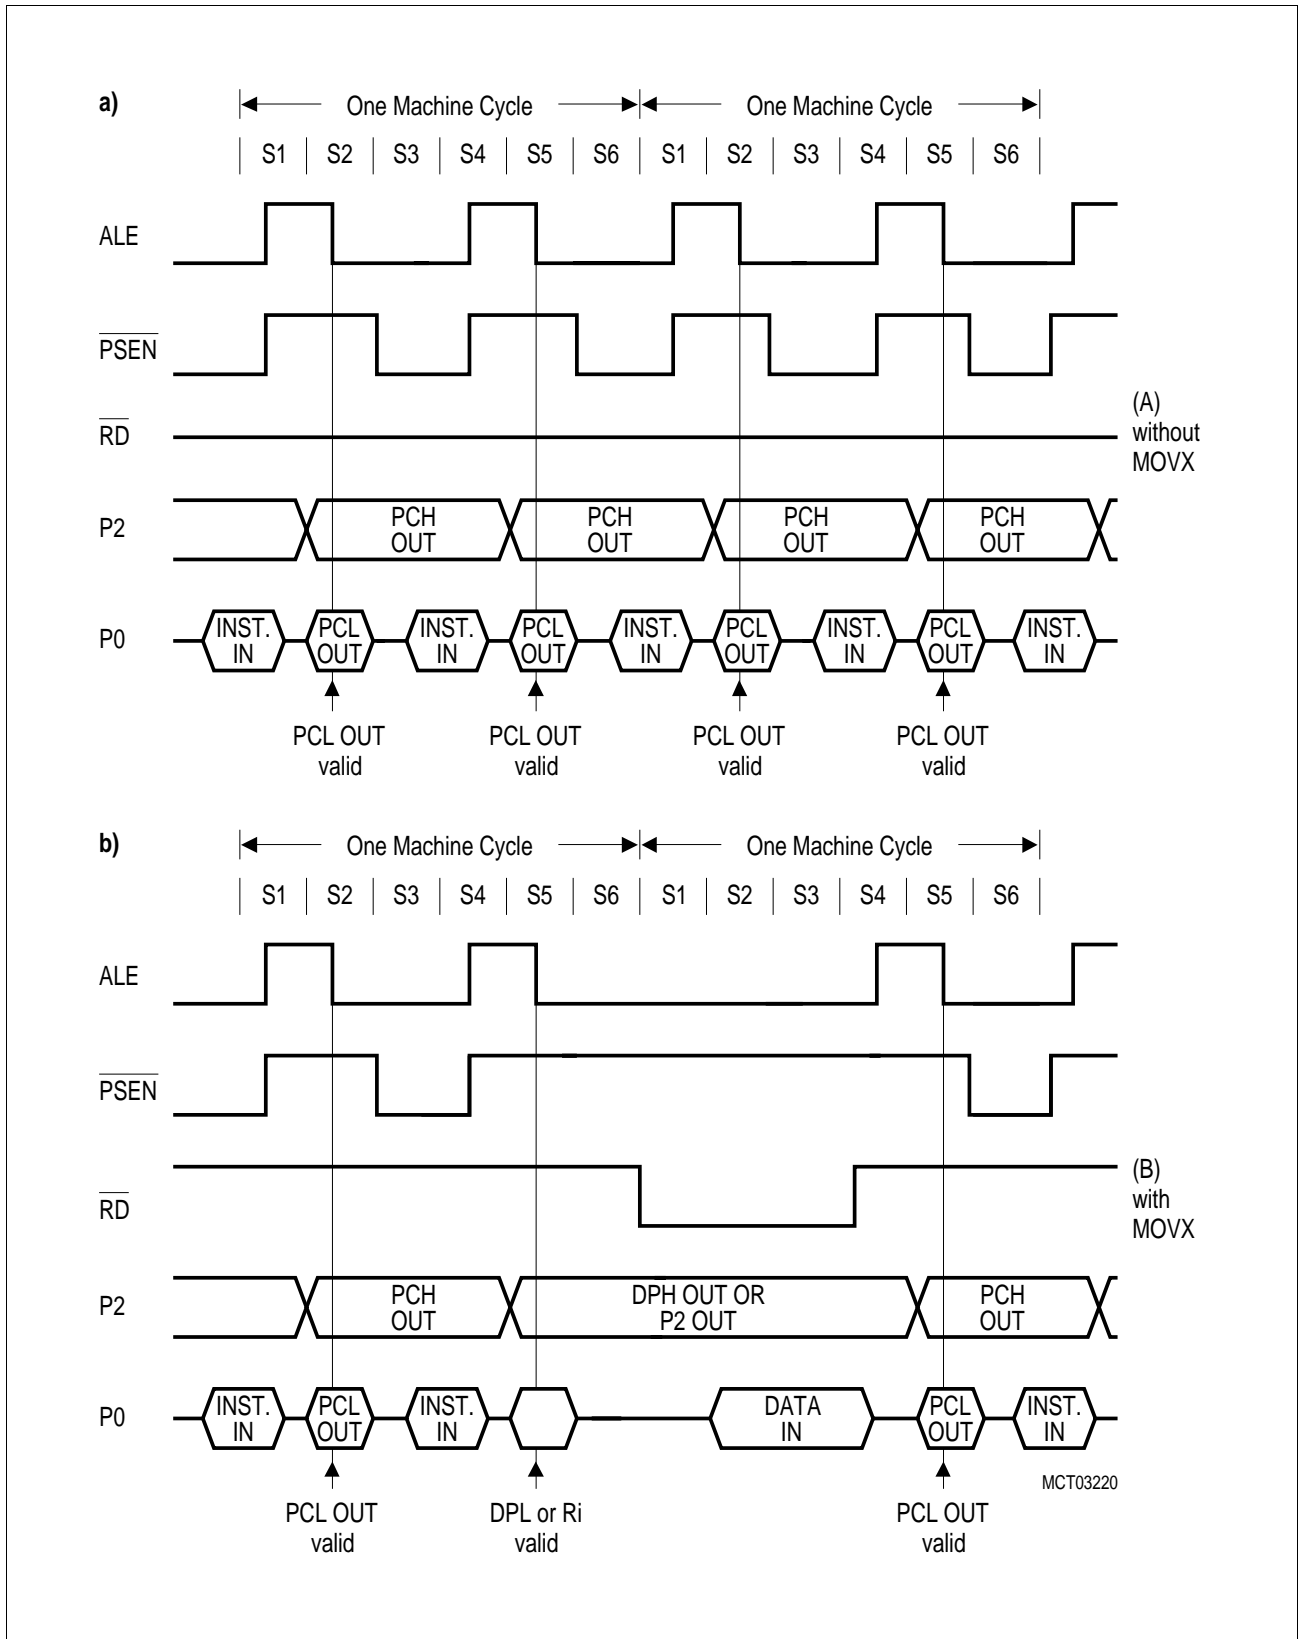 a)
One Machine Cycle One Machine Cycle
S1 S2 S3 S4 S5 S6 S1 S2 S3 S4 S5 S6
ALE
PSEN
RD
(A)
without
MOVX
P2
PCH PCH PCH PCH
OUT OUT OUT OUT
P0
INST. PCL INST. PCL INST. PCL INST. PCL INST.
IN OUT IN OUT IN OUT IN OUT IN
PCL OUT PCL OUT PCL OUT PCL OUT
valid valid valid valid
b)
One Machine Cycle One Machine Cycle
S1 S2 S3 S4 S5 S6 S1 S2 S3 S4 S5 S6
ALE
PSEN
RD
(B)
with
MOVX
P2
PCH DPH OUT OR PCH
OUT P2 OUT OUT
P0
INST. PCL INST. DATA PCL INST.
IN OUT IN IN OUT IN
MCT03220
PCL OUT DPL or Ri PCL OUT
valid valid valid